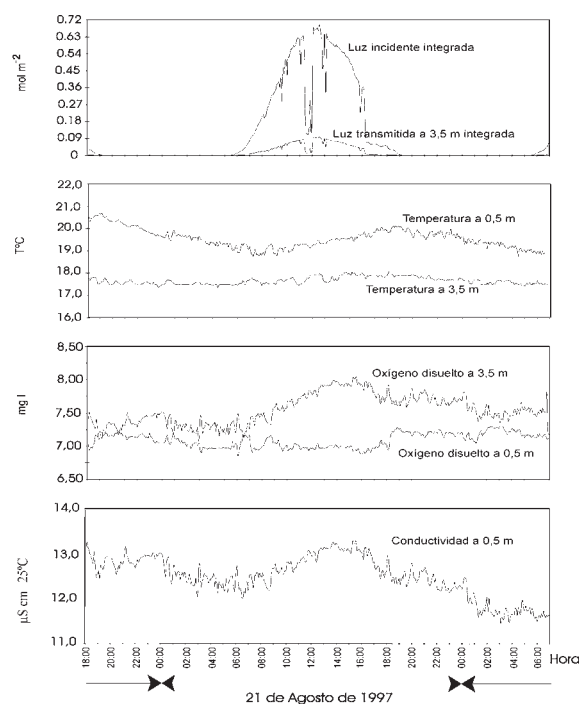 0.72
0.63
0.54
0.45
0.36
0.27
0.18
0.09
0
mol m-2
Luz incidente integrada
Luz transmitida a 3,5 m integrada
22,0
21,0
20,0
19,0
18,0
17,0
16,0
TºC
Temperatura a 0,5 m
Temperatura a 3,5 m
8,50
8,00
7,50
7,00
6,50
mg l
Oxígeno disuelto a 3,5 m
Oxígeno disuelto a 0,5 m
14,0
13,0
12,0
11,0
µS cm 25ºC
Conductividad a 0,5 m
18:00 20:00 22:00 00:00 02:00 04:00 06:00 08:00 10:00 12:00 14:00 16:00 18:00 20:00 22:00 00:00 02:00 04:00 06:00 Hora
21 de Agosto de 1997